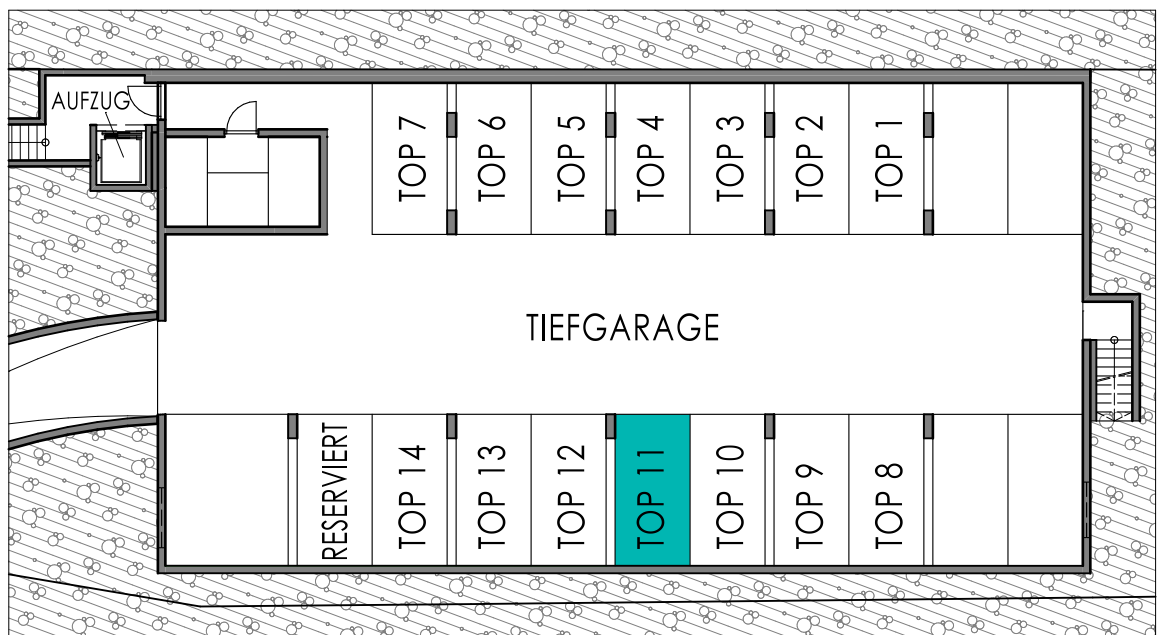 AUFZUG
TOP 7
TOP 6
TOP 5
TOP 4
TOP 3
TOP 2
TOP 1
TIEFGARAGE
RESERVIERT
TOP 14
TOP 13
TOP 12
TOP 11
TOP 10
TOP 9
TOP 8